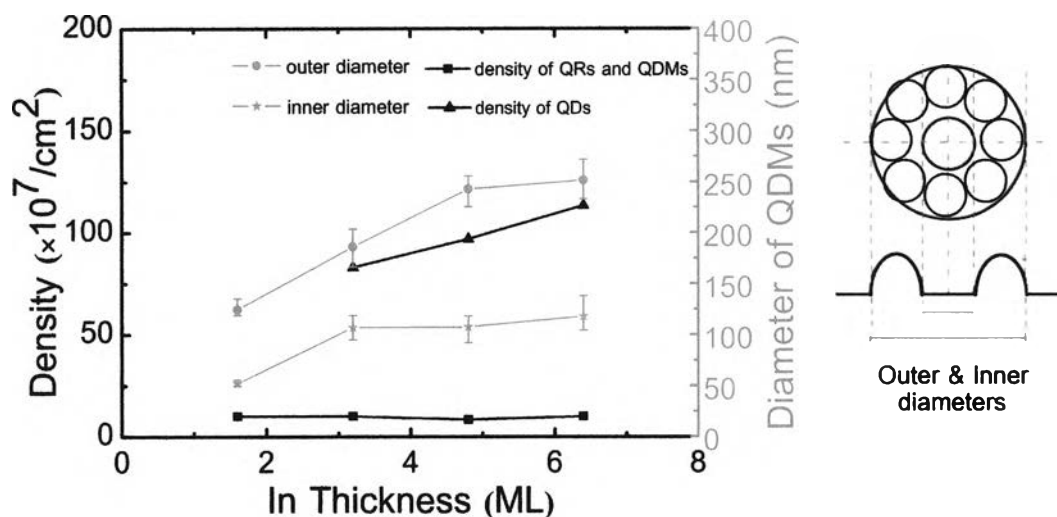 200
150
100
50
0
Density (×10⁷/cm²)
outer diameter
inner diameter
density of QRs and QDMs
density of QDs
400
350
300
250
200
150
100
50
0
Diameter of QDMs (nm)
0 2 4 6 8
In Thickness (ML)
Outer & Inner
diameters